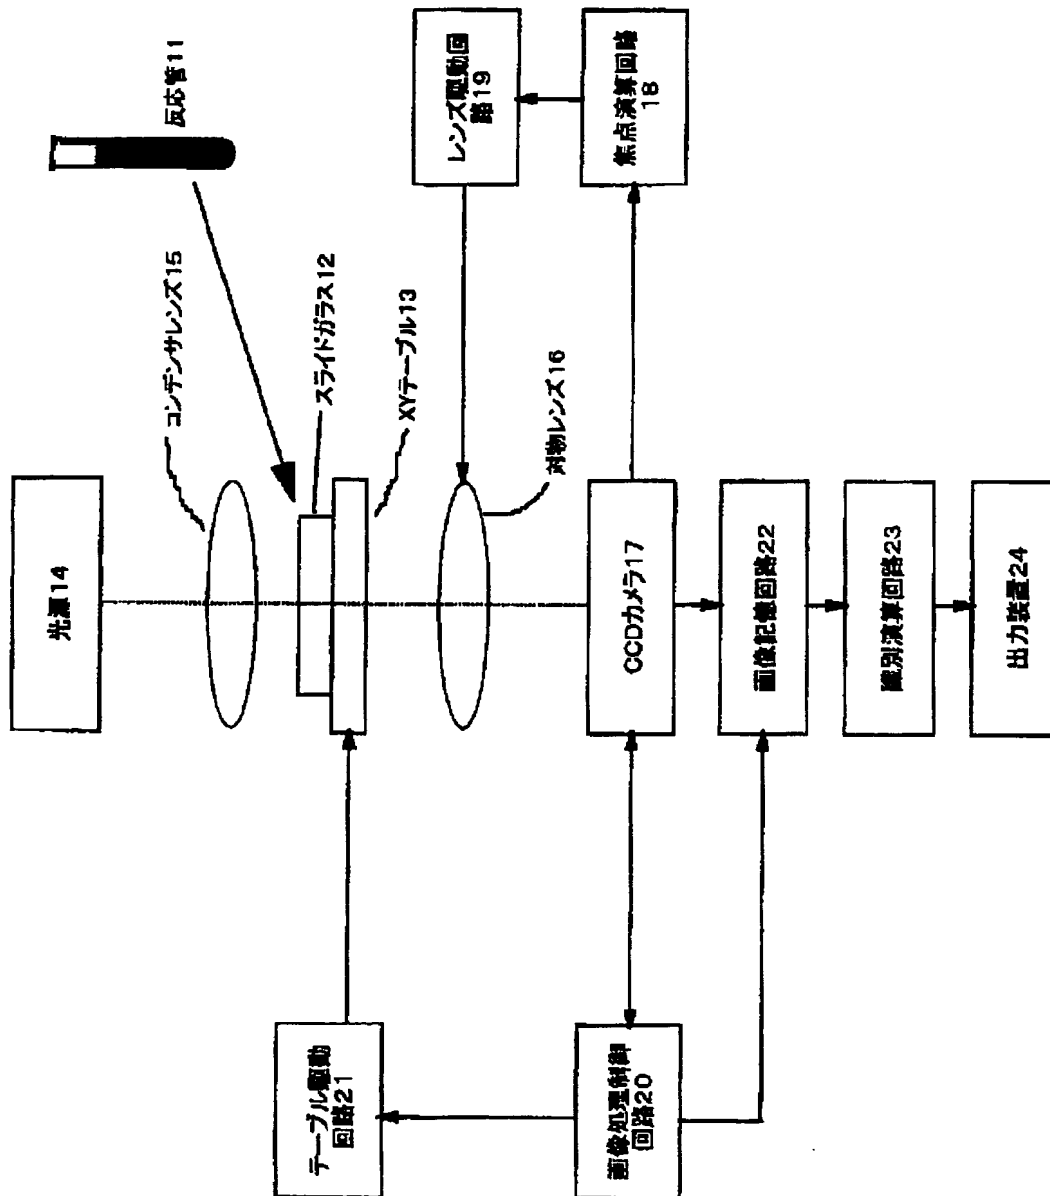 反応管11
コンデンサレンズ15
スライドガラス12
XYテーブル13
対物レンズ16
レンズ駆動回
路19
焦点演算回路
18
光源14
CCDカメラ17
画像記憶回路22
識別演算回路23
出力装置24
テーブル駆動
回路21
画像処理制御
回路20